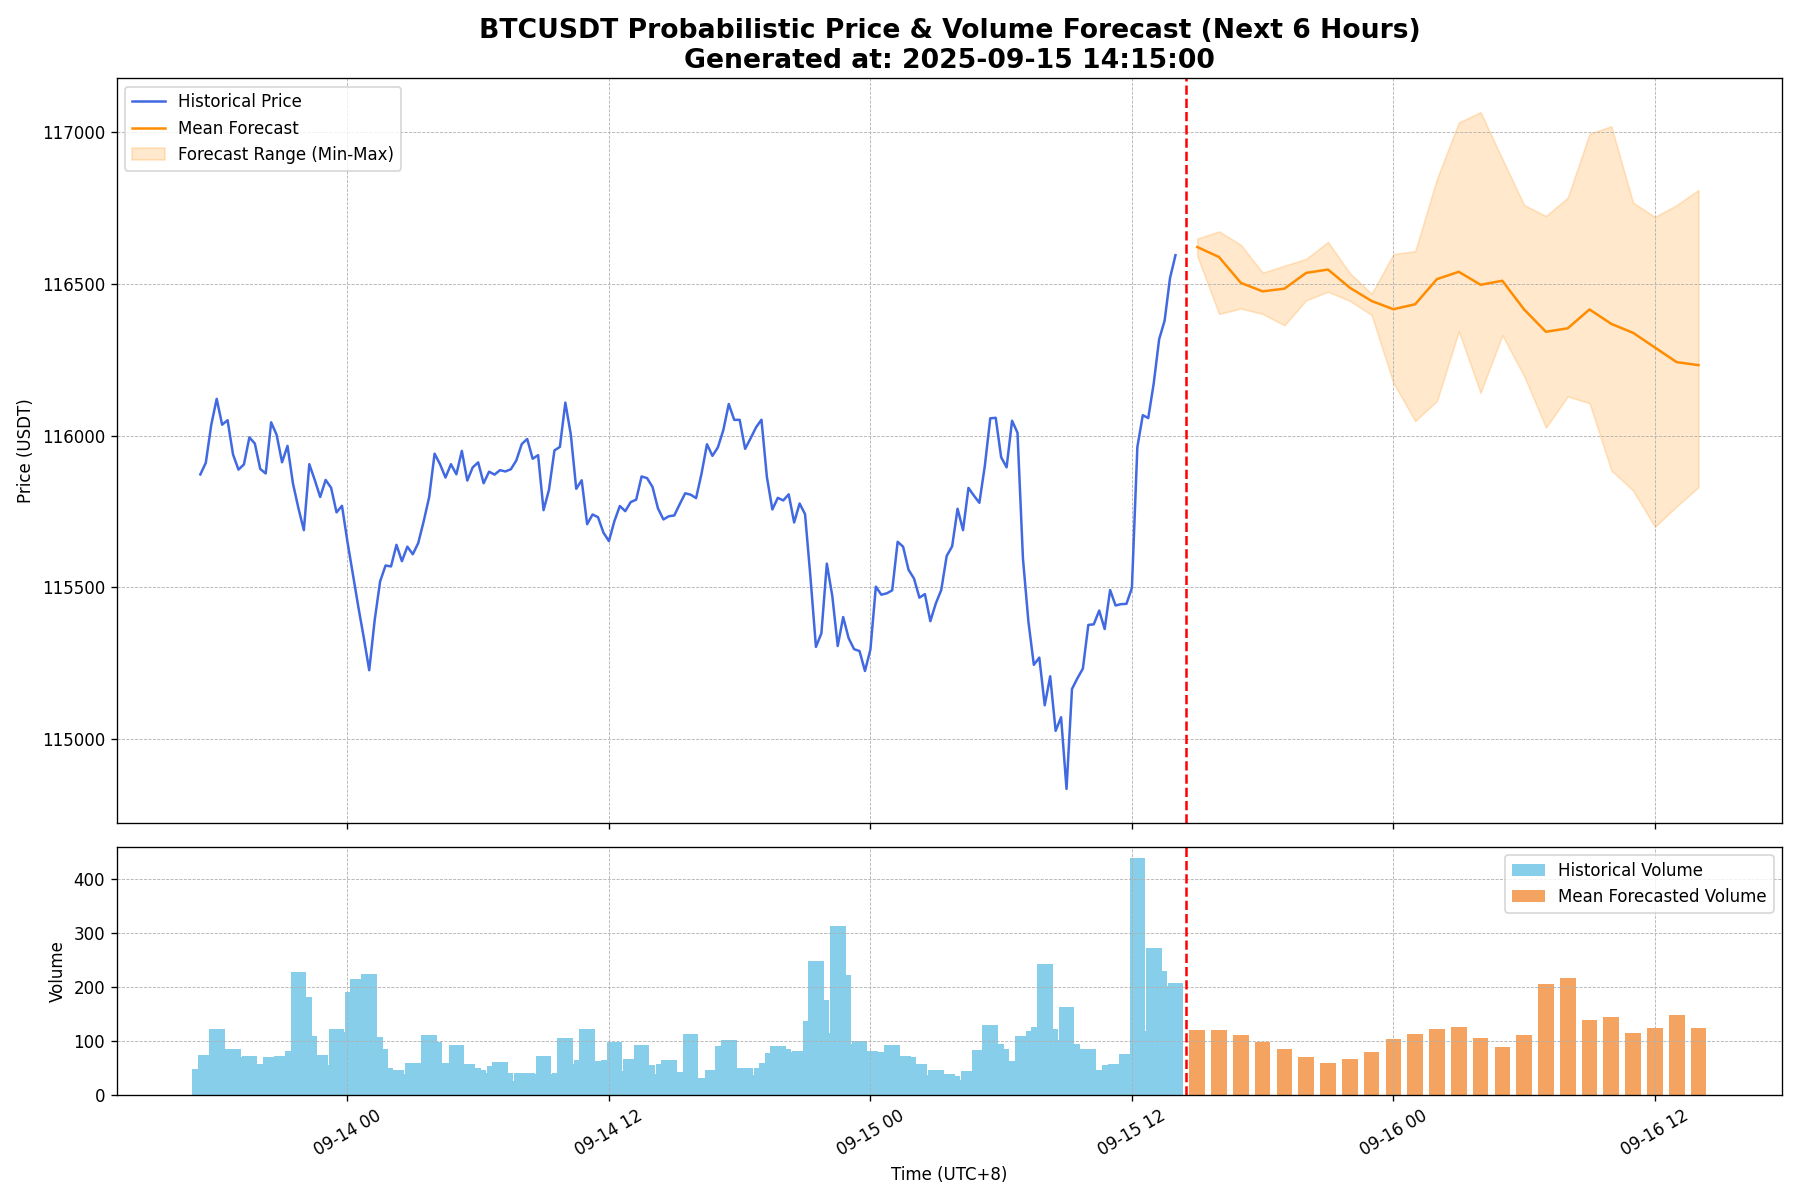 BTCUSDT Probabilistic Price & Volume Forecast (Next 6 Hours)
Generated at: 2025-09-15 14:15:00
Historical Price
Mean Forecast
Forecast Range (Min-Max)
Price (USDT)
117000
116500
116000
115500
115000
Historical Volume
Mean Forecasted Volume
Volume
400
300
200
100
0
09-14 00
09-14 12
09-15 00
09-15 12
09-16 00
09-16 12
Time (UTC+8)